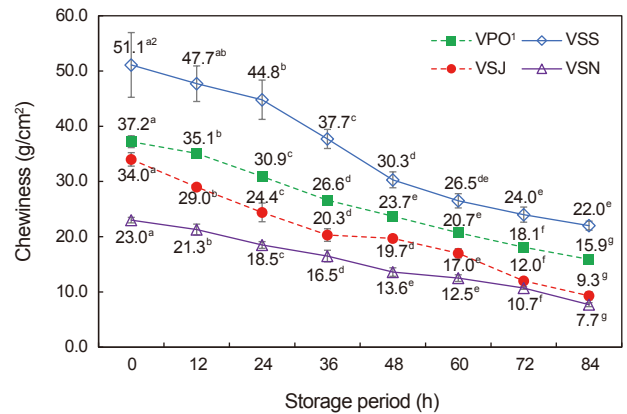 60.0
50.0
40.0
30.0
20.0
10.0
0.0
Chewiness (g/cm²)
VPO¹ VSS
VSJ VSN
51.1ᵃ² 47.7ᵃᵇ 44.8ᵇ 37.7ᶜ 30.3ᵈ 26.5ᵈᵉ 24.0ᵉ 22.0ᵉ
37.2ᵃ 35.1ᵇ 30.9ᶜ 26.6ᵈ 23.7ᵉ 20.7ᵉ 18.1ᶠ 15.9ᵍ
34.0ᵃ 29.0ᵇ 24.4ᶜ 20.3ᵈ 19.7ᵈ 17.0ᵉ 12.0ᶠ 9.3ᵍ
23.0ᵃ 21.3ᵇ 18.5ᶜ 16.5ᵈ 13.6ᵉ 12.5ᵉ 10.7ᶠ 7.7ᵍ
0 12 24 36 48 60 72 84
Storage period (h)